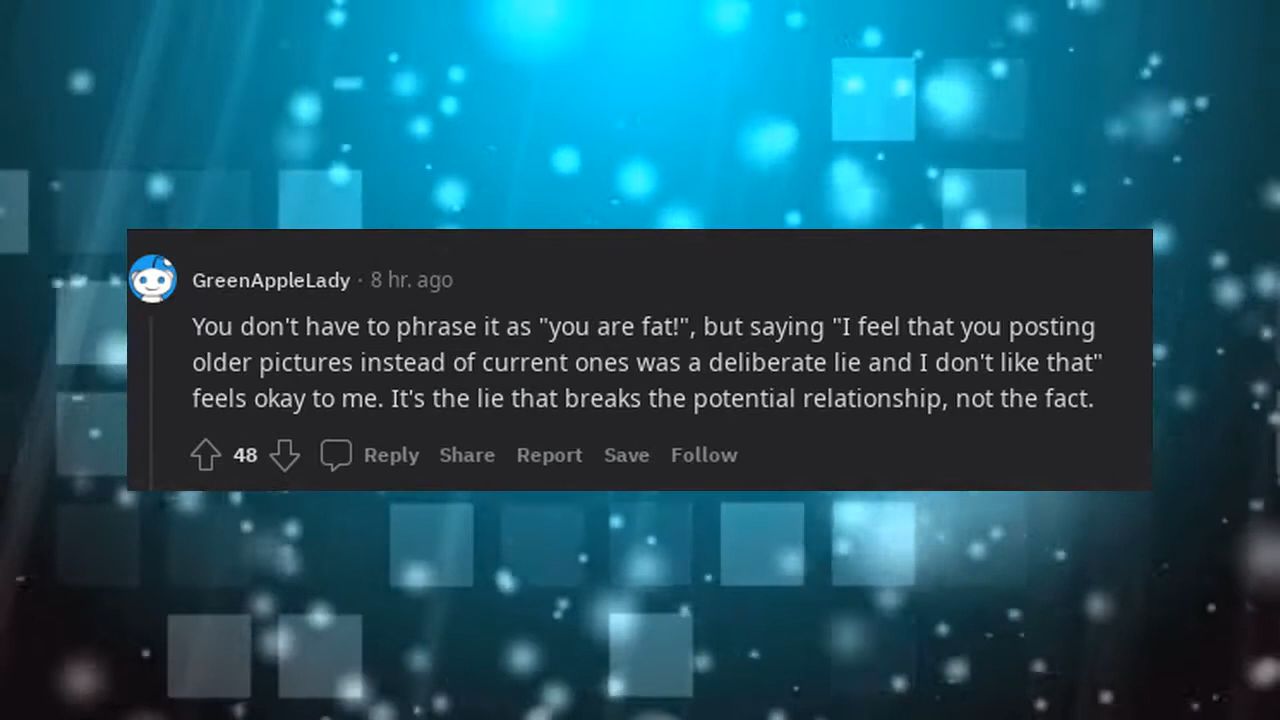 GreenAppleLady · 8 hr. ago
You don't have to phrase it as "you are fat!", but saying "I feel that you posting
older pictures instead of current ones was a deliberate lie and I don't like that"
feels okay to me. It's the lie that breaks the potential relationship, not the fact.
48 Reply Share Report Save Follow